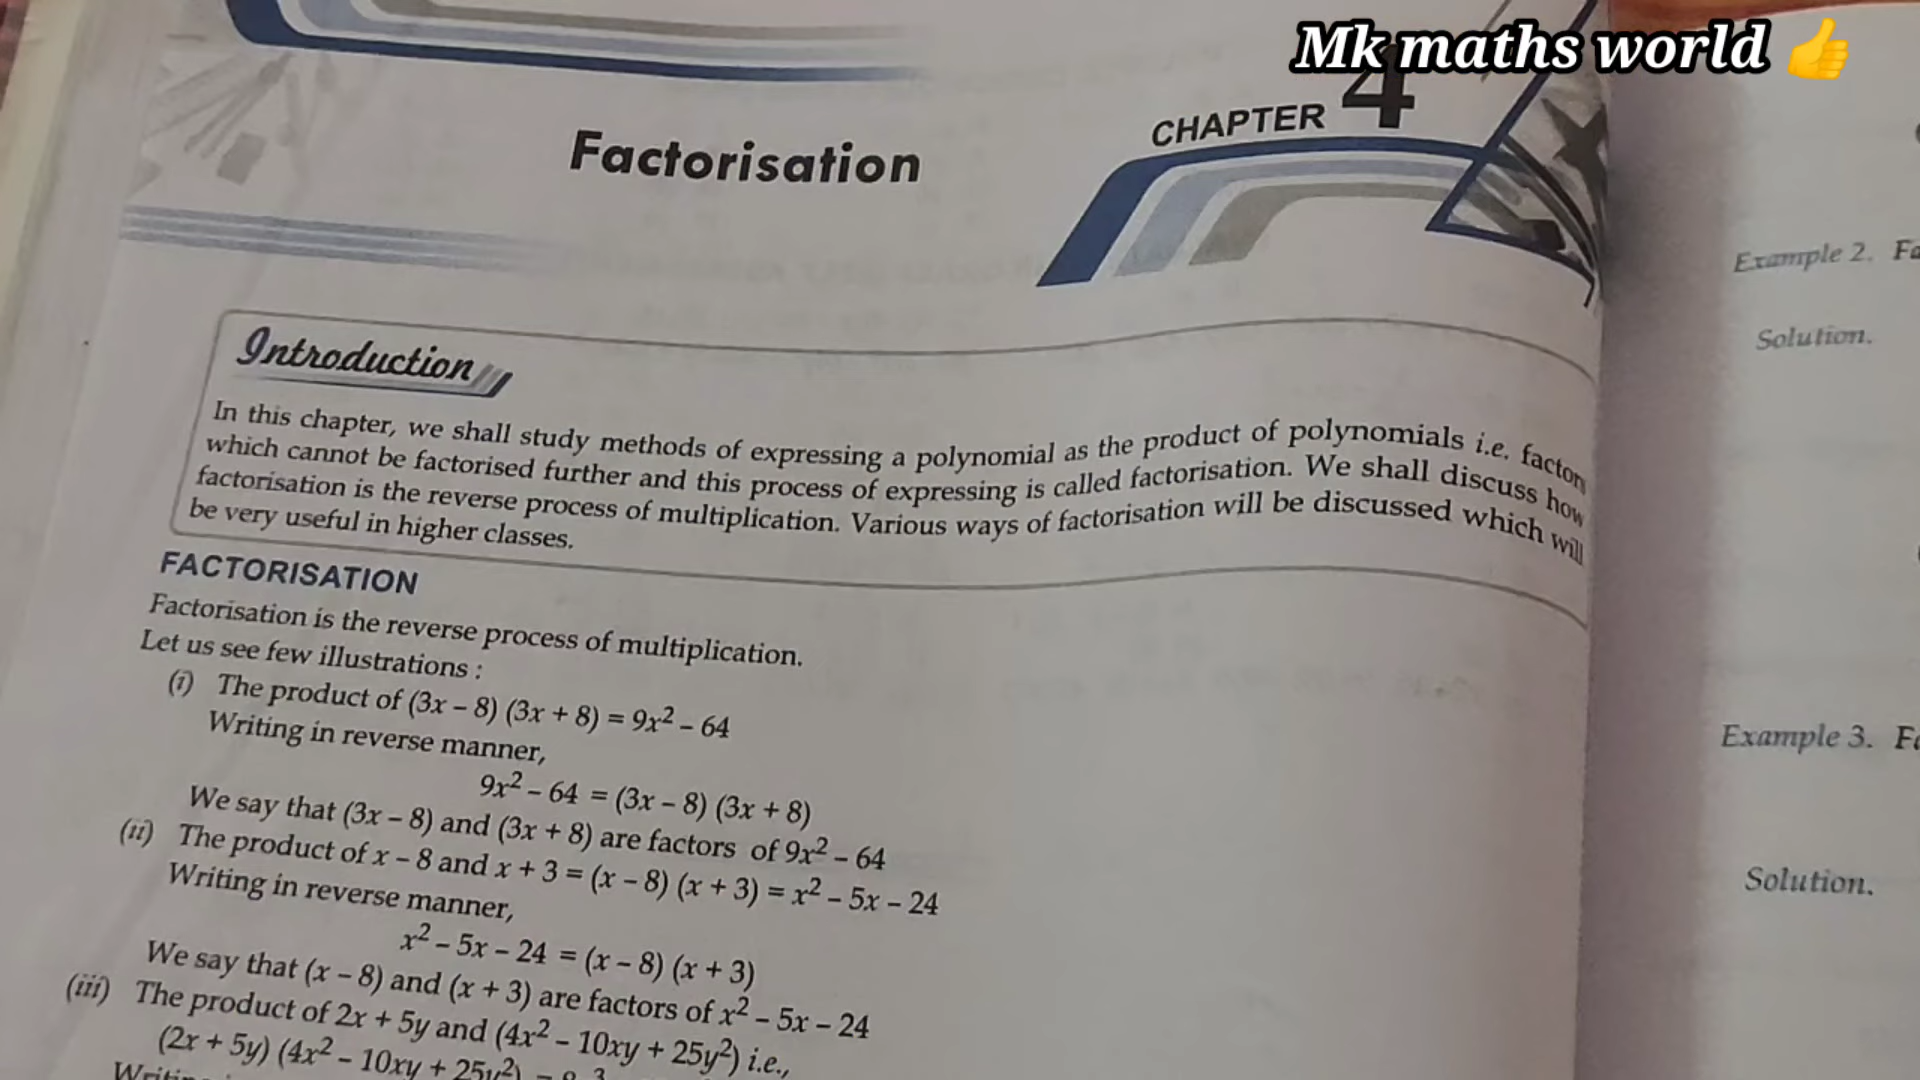 Mk maths world 👍
CHAPTER 4
Factorisation
Introduction
In this chapter, we shall study methods of expressing a polynomial as the product of polynomials i.e. factors
which cannot be factorised further and this process of expressing is called factorisation. We shall discuss how
factorisation is the reverse process of multiplication. Various ways of factorisation will be discussed which will
be very useful in higher classes.
FACTORISATION
Factorisation is the reverse process of multiplication.
Let us see few illustrations :
(i) The product of (3x – 8) (3x + 8) = 9x² – 64
Writing in reverse manner,
9x² – 64 = (3x – 8) (3x + 8)
We say that (3x – 8) and (3x + 8) are factors of 9x² – 64
(ii) The product of x – 8 and x + 3 = (x – 8) (x + 3) = x² – 5x – 24
Writing in reverse manner,
x² – 5x – 24 = (x – 8) (x + 3)
We say that (x – 8) and (x + 3) are factors of x² – 5x – 24
(iii) The product of 2x + 5y and (4x² – 10xy + 25y²) i.e.,
(2x + 5y) (4x² – 10xy + 25y²)
Example 2.
Solution.
Example 3.
Solution.